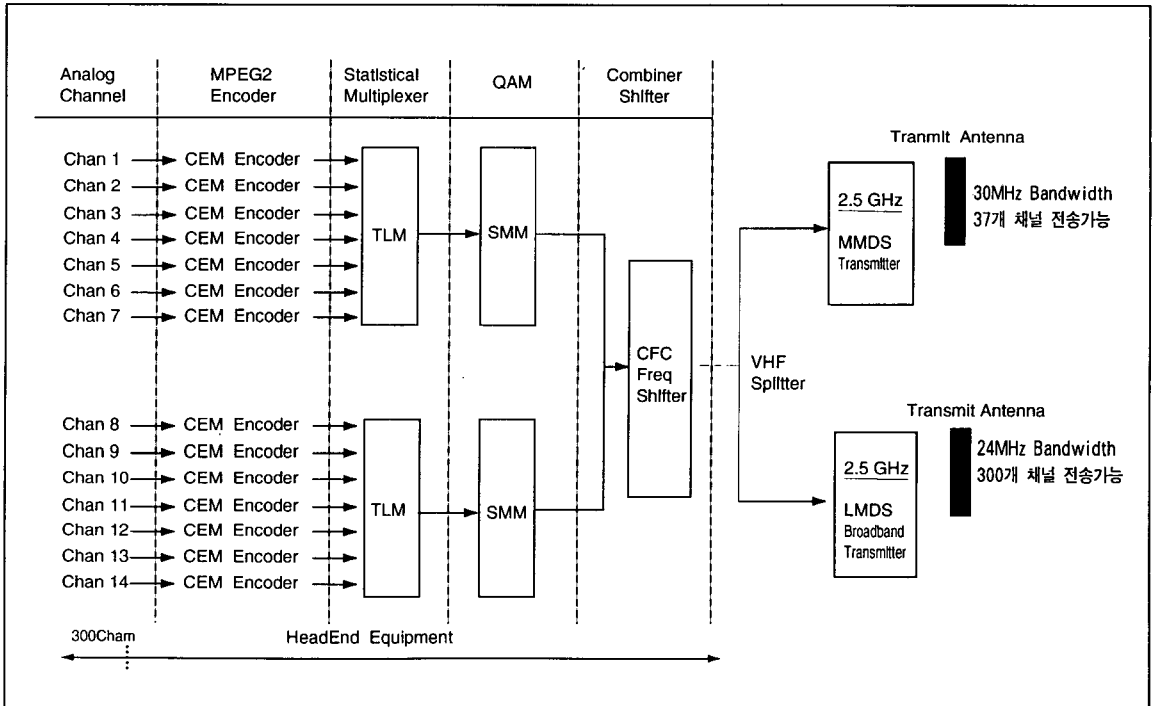 Analog Channel
MPEG2 Encoder
Statistical Multiplexer
QAM
Combiner Shifter
Chan 1 CEM Encoder
Chan 2 CEM Encoder
Chan 3 CEM Encoder
Chan 4 CEM Encoder
Chan 5 CEM Encoder
Chan 6 CEM Encoder
Chan 7 CEM Encoder
TLM
SMM
Chan 8 CEM Encoder
Chan 9 CEM Encoder
Chan 10 CEM Encoder
Chan 11 CEM Encoder
Chan 12 CEM Encoder
Chan 13 CEM Encoder
Chan 14 CEM Encoder
TLM
SMM
CFC
Freq
Shifter
VHF
Splitter
Tranmit Antenna
2.5 GHz
MMDS
Transmitter
30MHz Bandwidth
37개 채널 전송가능
Transmit Antenna
2.5 GHz
LMDS
Broadband
Transmitter
24MHz Bandwidth
300개 채널 전송가능
300Cham
HeadEnd Equipment